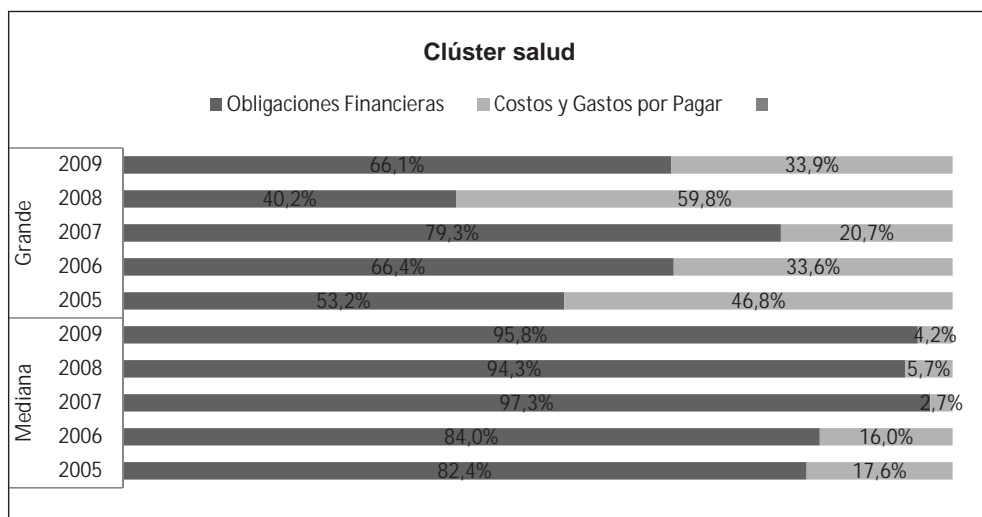 Clúster salud
Obligaciones Financieras Costos y Gastos por Pagar
Grande
2009 66,1% 33,9%
2008 40,2% 59,8%
2007 79,3% 20,7%
2006 66,4% 33,6%
2005 53,2% 46,8%
Mediana
2009 95,8% 4,2%
2008 94,3% 5,7%
2007 97,3% 2,7%
2006 84,0% 16,0%
2005 82,4% 17,6%